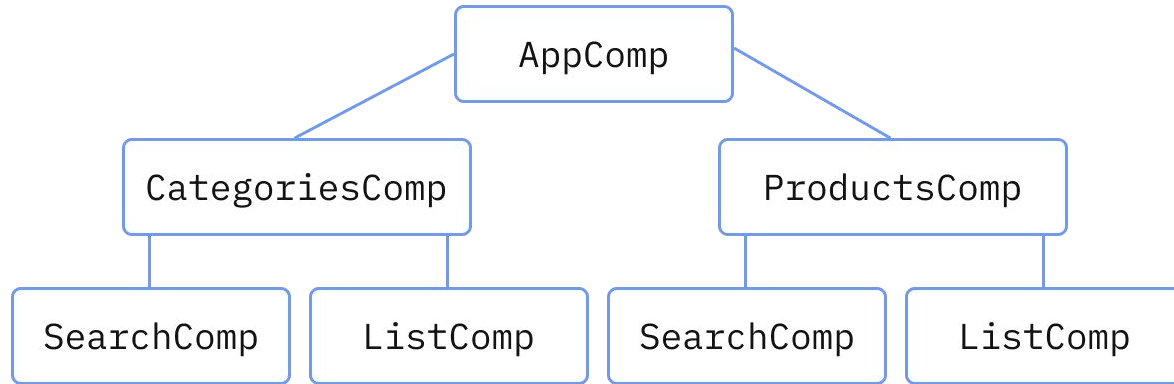 AppComp
CategoriesComp
ProductsComp
SearchComp
ListComp
SearchComp
ListComp